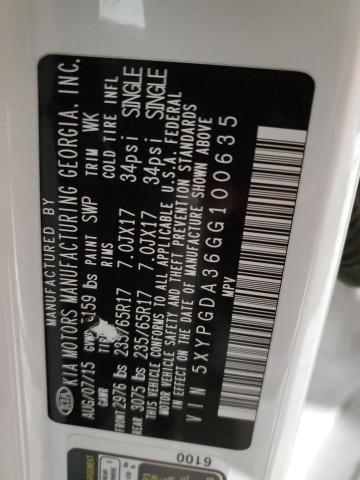 MANUFACTURED BY
KIA KIA MOTORS MANUFACTURING GEORGIA, INC.
AUG/07/15 GVWR 5159 lbs PAINT SWP TRIM WK
GAWR RIMS COLD TIRE INFL
FRONT 2976 lbs 235/65R17 7.0JX17 34psi SINGLE
REAR 3075 lbs 235/65R17 7.0JX17 34psi SINGLE
THIS VEHICLE CONFORMS TO ALL APPLICABLE U.S.A. FEDERAL
MOTOR VEHICLE SAFETY AND THEFT PREVENTION STANDARDS
IN EFFECT ON THE DATE OF MANUFACTURE SHOWN ABOVE
VIN 5XYPGDA36GG100635
MPV
6100